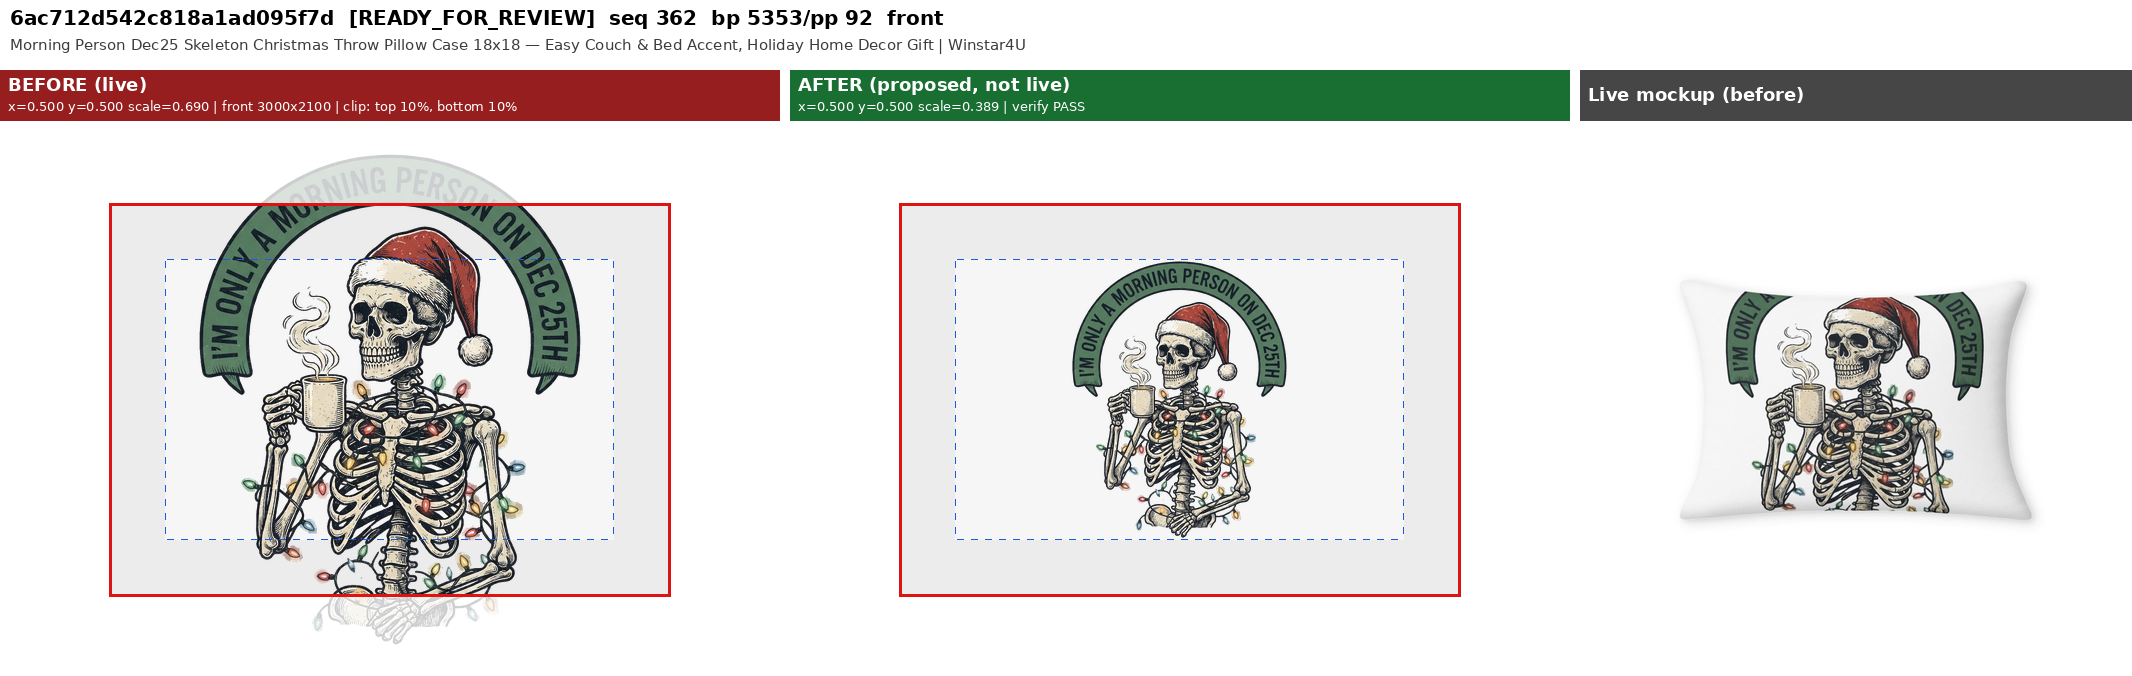 6ac712d542c818a1ad095f7d [READY_FOR_REVIEW] seq 362 bp 5353/pp 92 front
Morning Person Dec25 Skeleton Christmas Throw Pillow Case 18x18 — Easy Couch & Bed Accent, Holiday Home Decor Gift | Winstar4U
BEFORE (live)
x=0.500 y=0.500 scale=0.690 | front 3000x2100 | clip: top 10%, bottom 10%
AFTER (proposed, not live)
x=0.500 y=0.500 scale=0.389 | verify PASS
Live mockup (before)
I'M ONLY A MORNING PERSON ON DEC 25TH
I'M ONLY A MORNING PERSON ON DEC 25TH
I'M ONLY A
N DEC 25TH